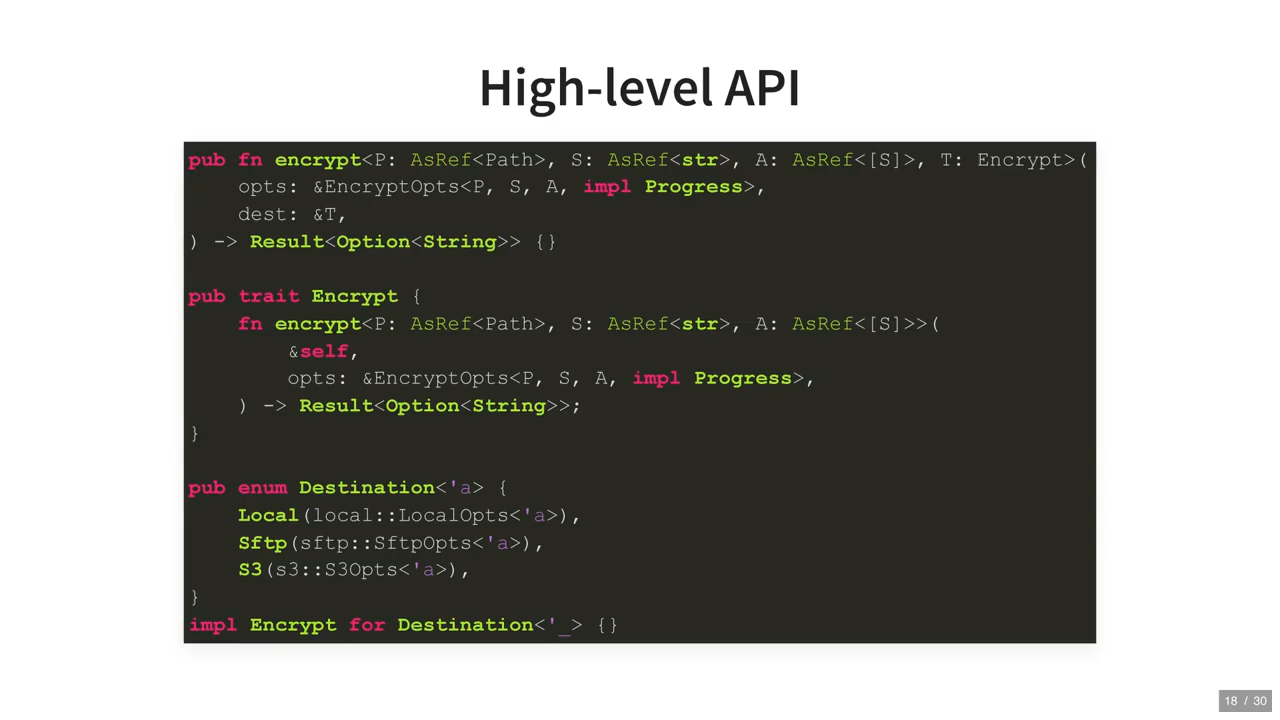 High-level API
pub fn encrypt<P: AsRef<Path>, S: AsRef<str>, A: AsRef<[S]>, T: Encrypt>(
    opts: &EncryptOpts<P, S, A, impl Progress>,
    dest: &T,
) -> Result<Option<String>> {}

pub trait Encrypt {
    fn encrypt<P: AsRef<Path>, S: AsRef<str>, A: AsRef<[S]>>(
        &self,
        opts: &EncryptOpts<P, S, A, impl Progress>,
    ) -> Result<Option<String>>;
}

pub enum Destination<'a> {
    Local(local::LocalOpts<'a>),
    Sftp(sftp::SftpOpts<'a>),
    S3(s3::S3Opts<'a>),
}
impl Encrypt for Destination<'_> {}
18 / 30